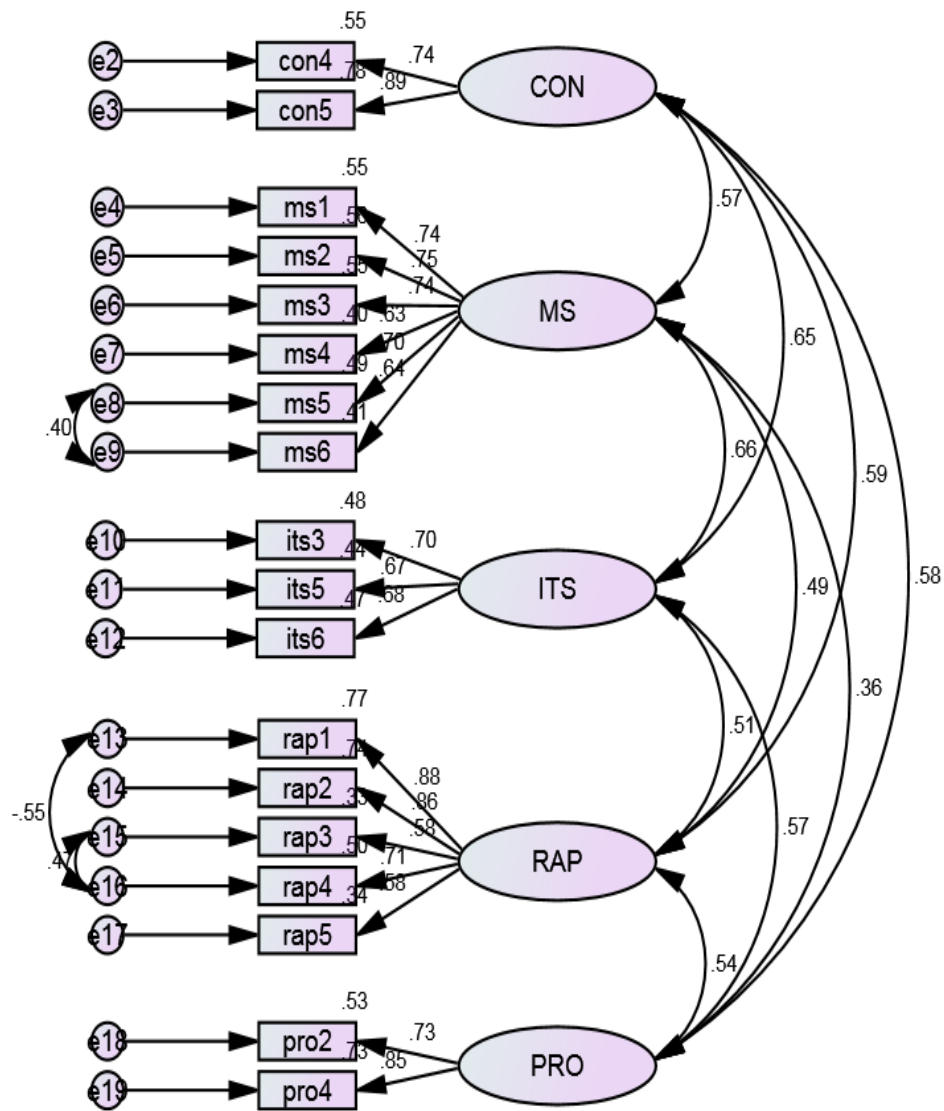 .55
e2 con4 .74 CON
.78 .89
e3 con5
.57
.55
e4 ms1 .74
e5 ms2 .75
.55 .74
e6 ms3 MS
.40 .63
e7 ms4 .70 .65
.49 .64
e8 ms5
.41
.40
e9 ms6 .66
.59
.48
e10 its3 .70
.44 .67
e11 its5 ITS .58
.47 .68 .49
e12 its6
.36
.77
e13 rap1 .51
.74 .88
e14 rap2 .86
.33 .58
-.55 e15 rap3 .57
.50 .71 RAP
.47 e16 rap4 .58
.34
e17 rap5
.54
.53
e18 pro2 .73
.73 .85 PRO
e19 pro4